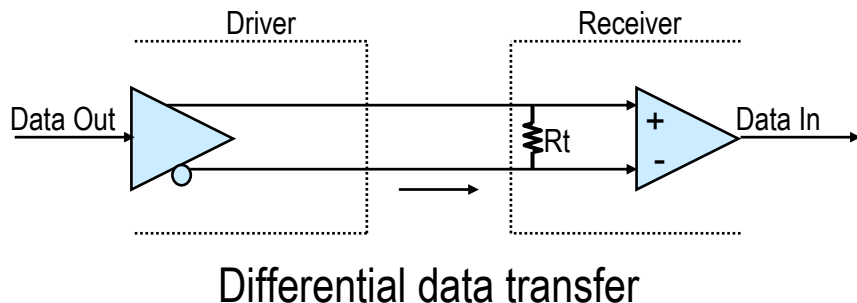 Driver
Receiver
Data Out
+
-
Rt
Data In
Differential data transfer